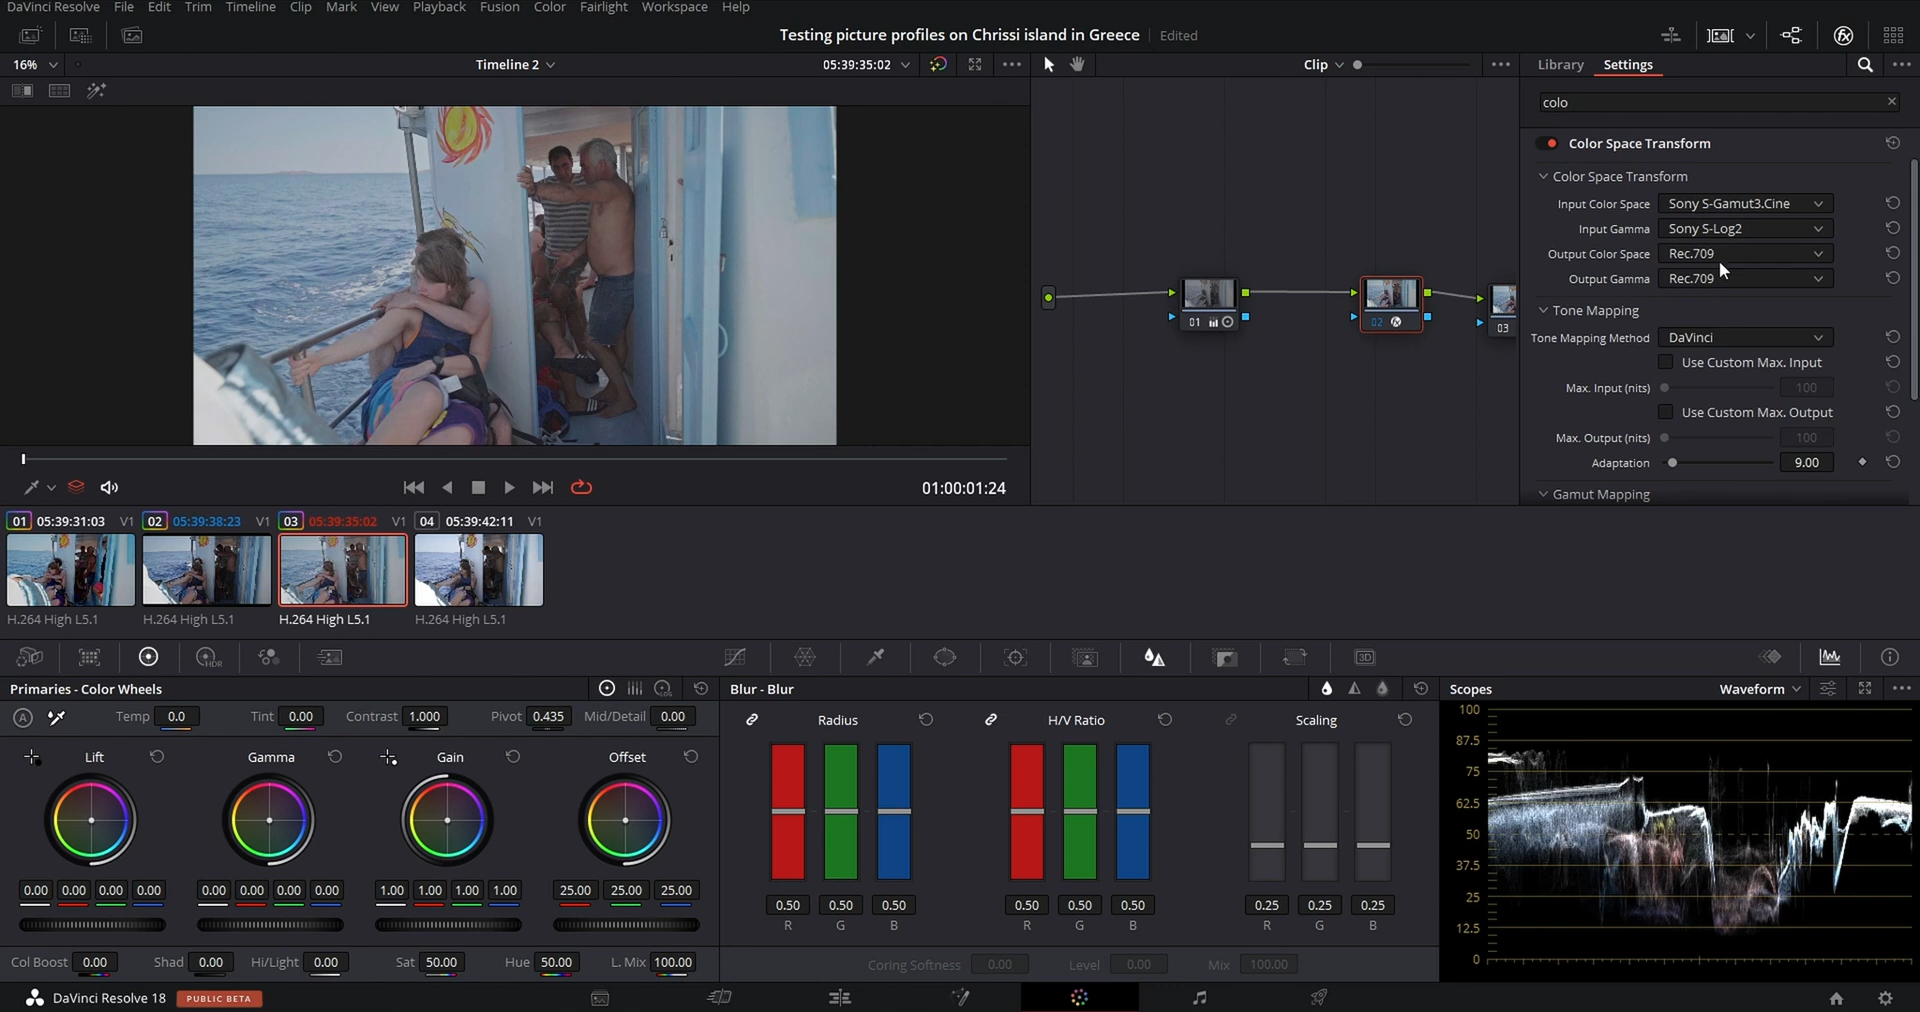 DaVinci Resolve File Edit Trim Timeline Clip Mark View Playback Fusion Color Fairlight Workspace Help
Testing picture profiles on Chrissi island in Greece Edited
16% Timeline 2 05:39:35:02 Clip Library Settings
colo
Color Space Transform
Color Space Transform
Input Color Space Sony S-Gamut3.Cine
Input Gamma Sony S-Log2
Output Color Space Rec.709
Output Gamma Rec.709
Tone Mapping
Tone Mapping Method DaVinci
Use Custom Max. Input
Max. Input (nits) 100
Use Custom Max. Output
Max. Output (nits) 100
Adaptation 9.00
Gamut Mapping
01 02 03
01:00:01:24
01 05:39:31:03 V1 02 05:39:38:23 V1 03 05:39:35:02 V1 04 05:39:42:11 V1
H.264 High L5.1 H.264 High L5.1 H.264 High L5.1 H.264 High L5.1
HDR 3D
Primaries - Color Wheels Blur - Blur Scopes Waveform
A Temp 0.0 Tint 0.00 Contrast 1.000 Pivot 0.435 Mid/Detail 0.00
Radius H/V Ratio Scaling
Lift Gamma Gain Offset
0.00 0.00 0.00 0.00 0.00 0.00 0.00 0.00 1.00 1.00 1.00 1.00 25.00 25.00 25.00
0.50 0.50 0.50 0.50 0.50 0.50 0.25 0.25 0.25
R G B R G B R G B
Col Boost 0.00 Shad 0.00 Hi/Light 0.00 Sat 50.00 Hue 50.00 L. Mix 100.00
Coring Softness 0.00 Level 0.00 Mix 100.00
100
87.5
75
62.5
50
37.5
25
12.5
0
DaVinci Resolve 18 PUBLIC BETA